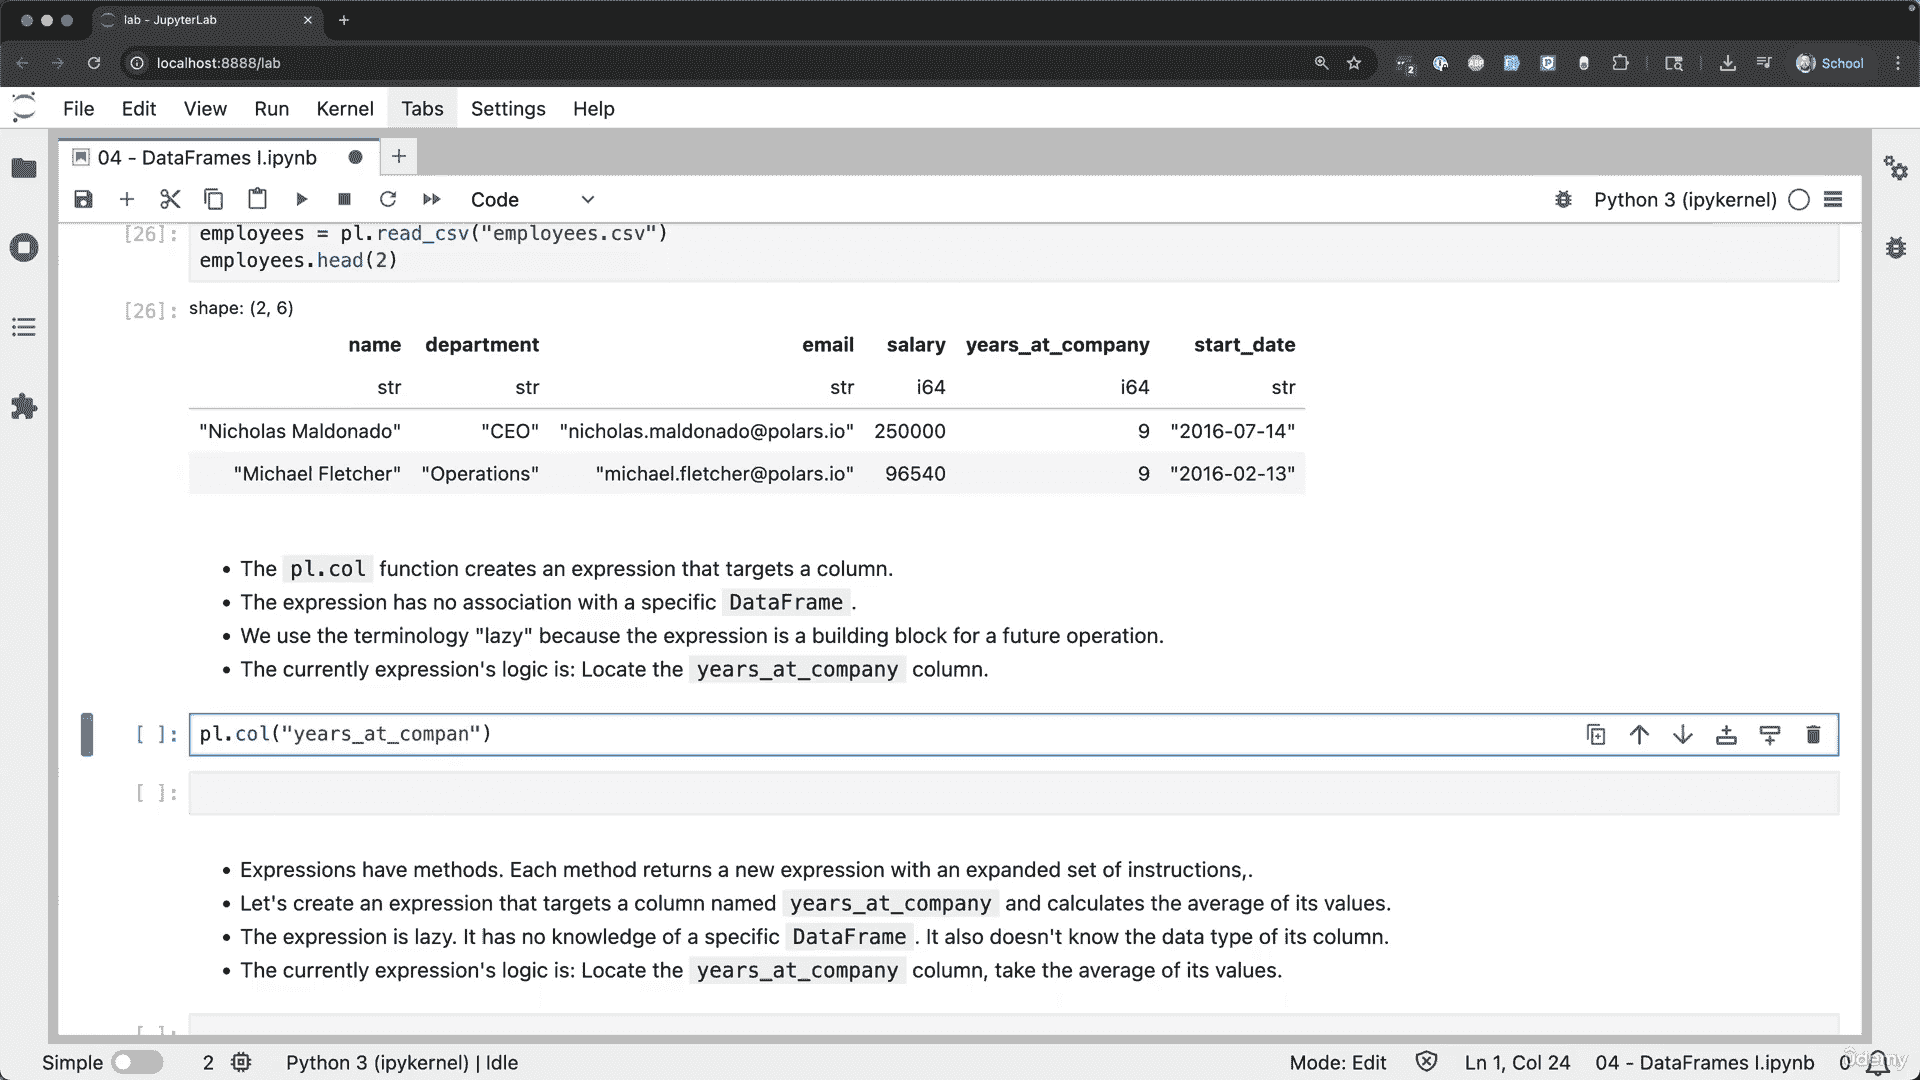 lab - JupyterLab
localhost:8888/lab
2
ABP
School
File Edit View Run Kernel Tabs Settings Help
04 - DataFrames I.ipynb
Code
Python 3 (ipykernel)
[26]: employees = pl.read_csv("employees.csv")
employees.head(2)
[26]: shape: (2, 6)
name department email salary years_at_company start_date
str str str i64 i64 str
"Nicholas Maldonado" "CEO" "nicholas.maldonado@polars.io" 250000 9 "2016-07-14"
"Michael Fletcher" "Operations" "michael.fletcher@polars.io" 96540 9 "2016-02-13"
• The pl.col function creates an expression that targets a column.
• The expression has no association with a specific DataFrame .
• We use the terminology "lazy" because the expression is a building block for a future operation.
• The currently expression's logic is: Locate the years_at_company column.
[ ]: pl.col("years_at_compan")
[ ]:
• Expressions have methods. Each method returns a new expression with an expanded set of instructions,.
• Let's create an expression that targets a column named years_at_company and calculates the average of its values.
• The expression is lazy. It has no knowledge of a specific DataFrame . It also doesn't know the data type of its column.
• The currently expression's logic is: Locate the years_at_company column, take the average of its values.
[ ]:
Simple 2 Python 3 (ipykernel) | Idle Mode: Edit Ln 1, Col 24 04 - DataFrames I.ipynb 0
udemy